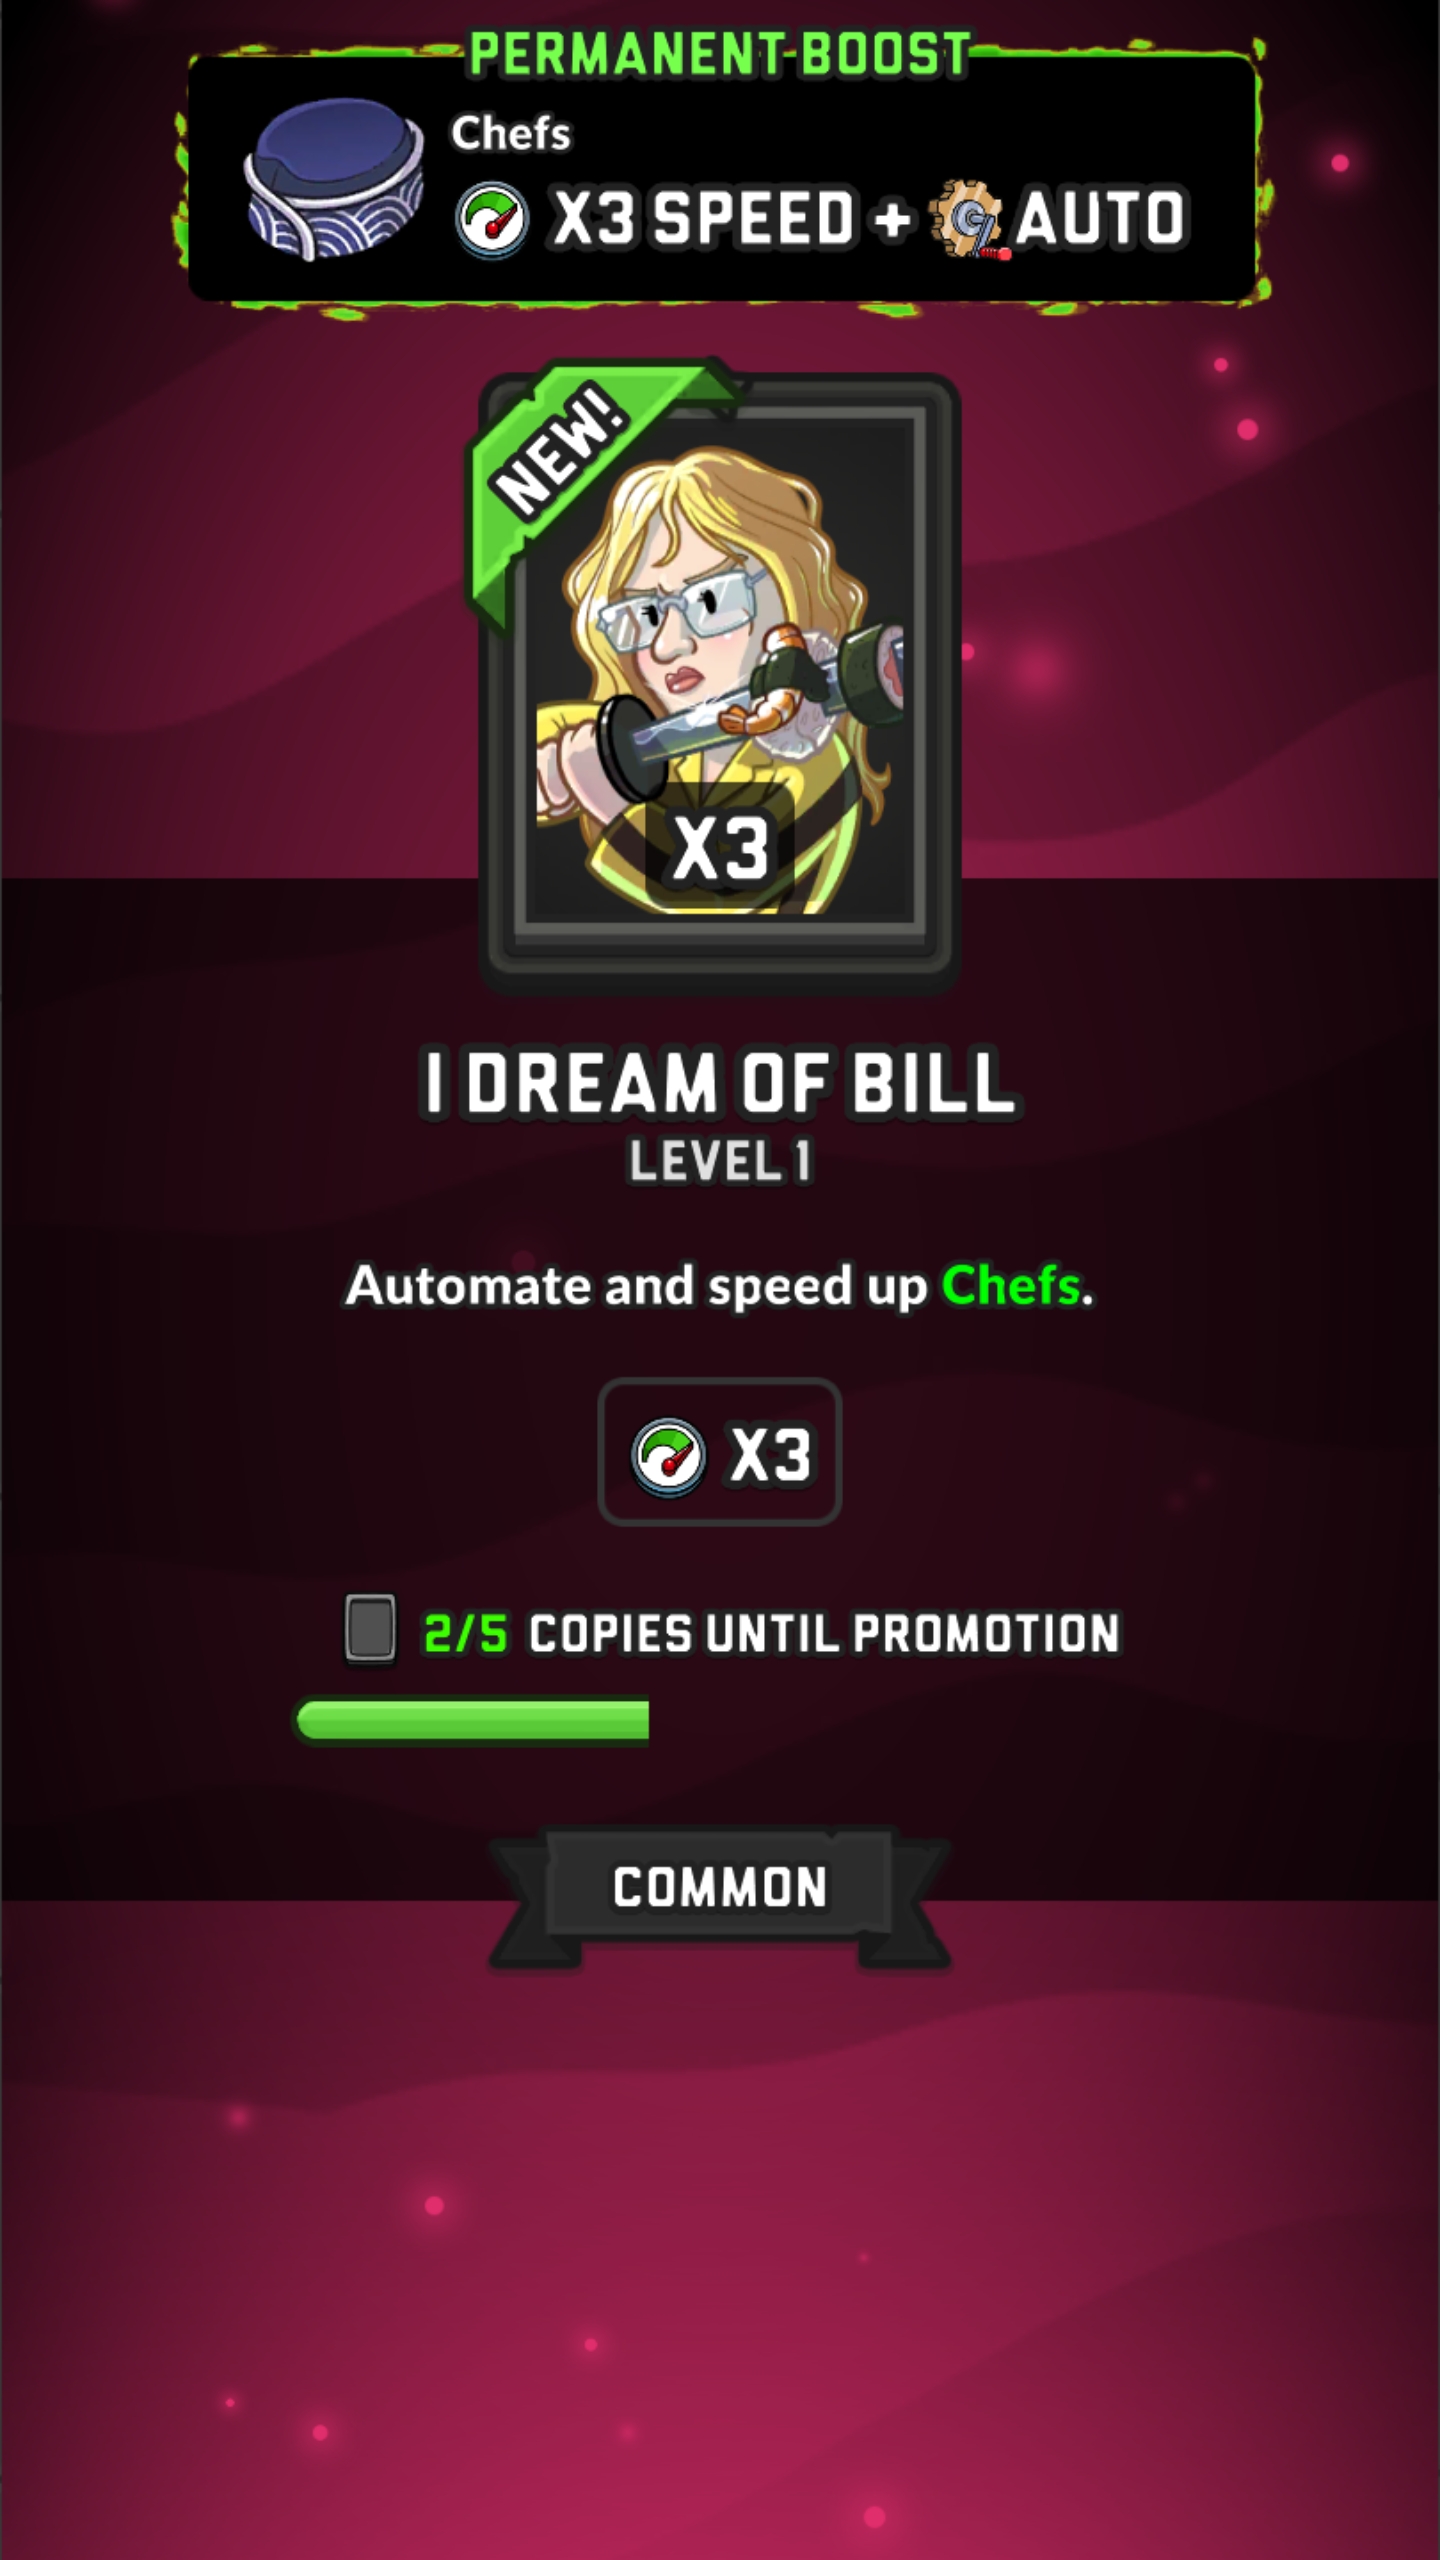 PERMANENT BOOST
Chefs
X3 SPEED + AUTO
NEW!
X3
I DREAM OF BILL
LEVEL 1
Automate and speed up Chefs.
X3
2/5 COPIES UNTIL PROMOTION
COMMON